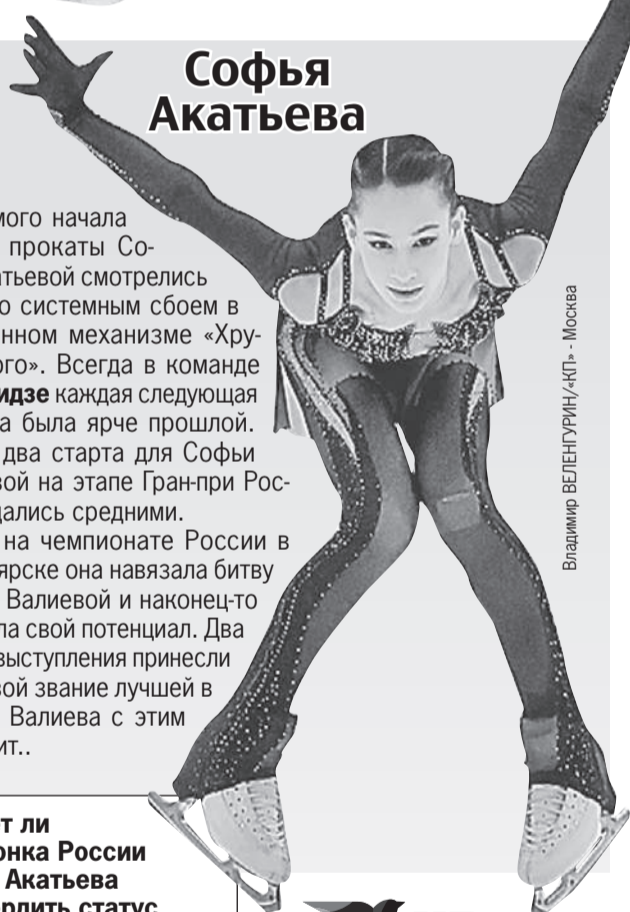 Софья
Акатьева
мого начала
прокаты Со-
атьевой смотрелись
о системным сбоем в
нном механизме «Хру-
ого». Всегда в команде
идзе каждая следующая
а была ярче прошлой.
два старта для Софьи
вой на этапе Гран-при Рос-
дались средними.
на чемпионате России в
ярске она навязала битву
Валиевой и наконец-то
ла свой потенциал. Два
выступления принесли
вой звание лучшей в
Валиева с этим
ит..
Владимир ВЕЛЕНГУРИН/«КП» - Москва
т ли
онка России
Акатьева
рдить статус